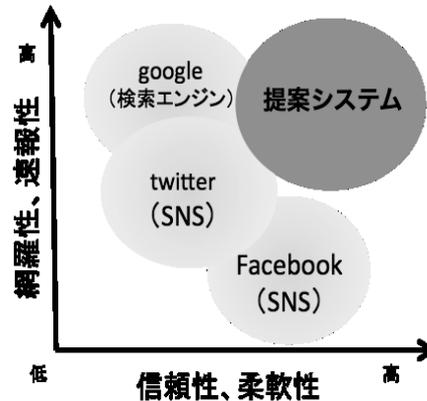 高
google
(検索エンジン)
提案システム
twitter
(SNS)
Facebook
(SNS)
網羅性、速報性
低
高
信頼性、柔軟性